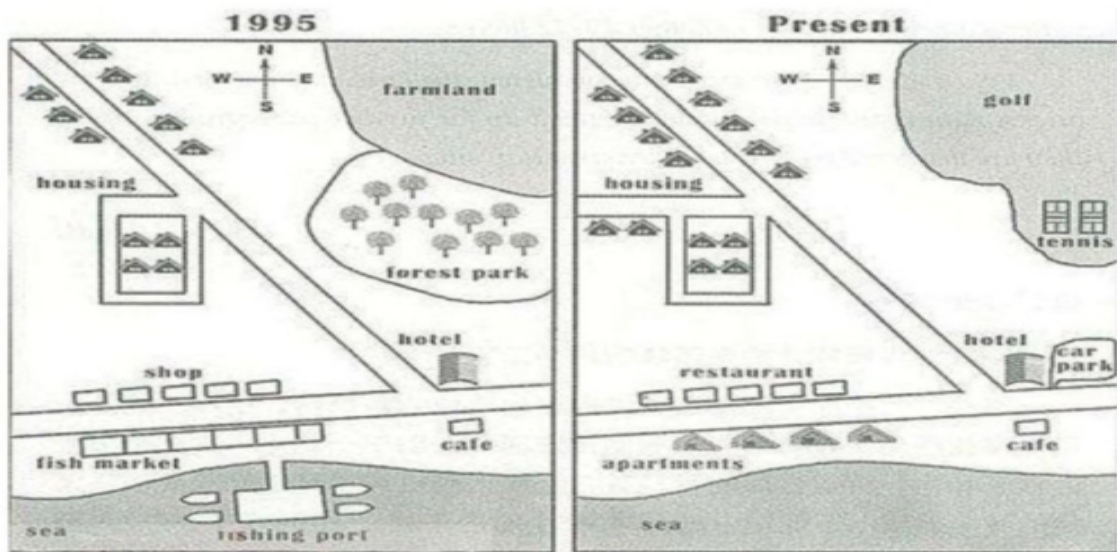 1995
N
W E
S
farmland
housing
forest park
hotel
shop
cafe
fish market
sea
fishing port
Present
N
W E
S
golf
housing
tennis
hotel
car
park
restaurant
cafe
apartments
sea